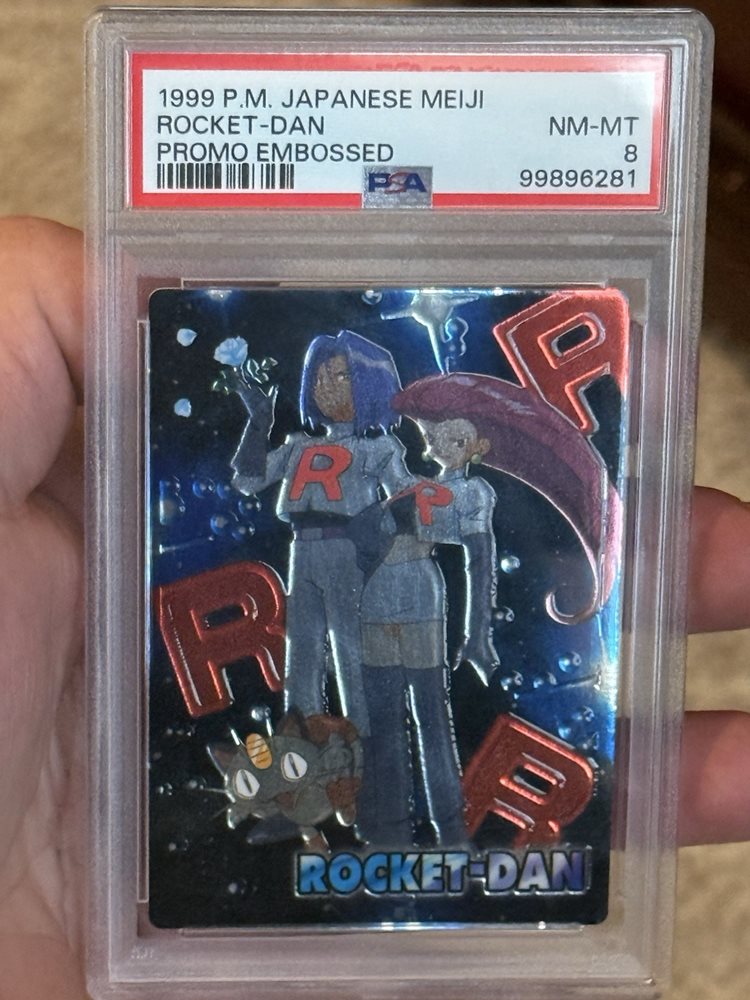 1999 P.M. JAPANESE MEIJI
ROCKET-DAN NM-MT
PROMO EMBOSSED 8
PSA 99896281
R
R
R
R
R
ROCKET-DAN